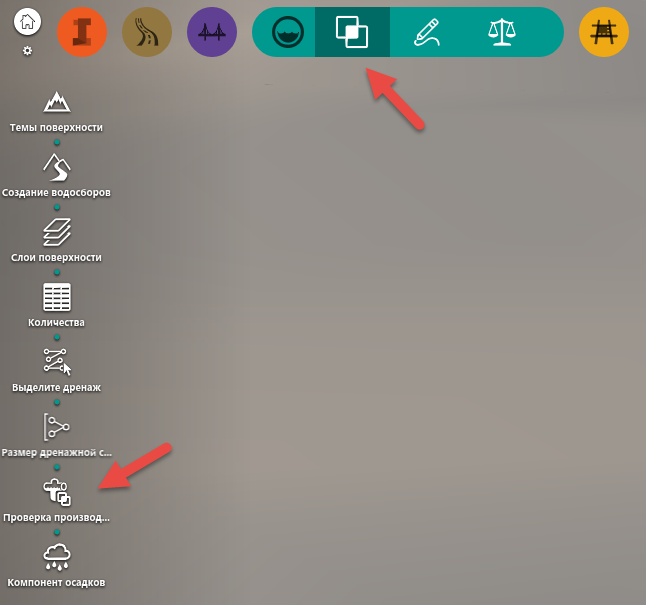 Темы поверхности
Создание водосборов
Слои поверхности
Количества
Выделите дренаж
Размер дренажной с...
Проверка производ...
Компонент осадков